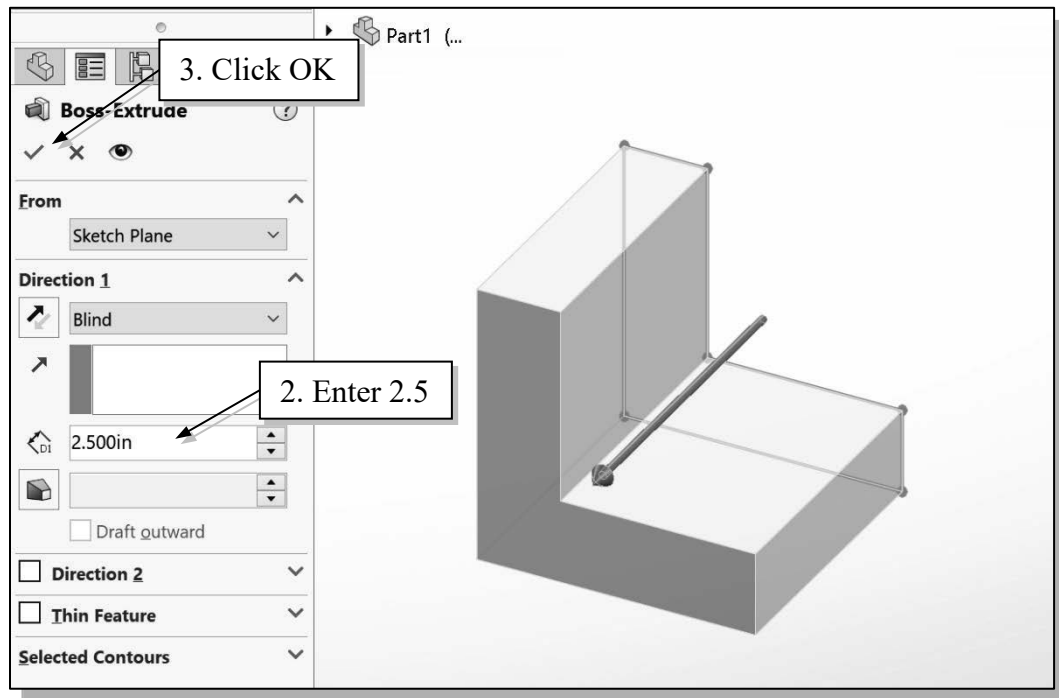 Part1 (...
3. Click OK
Boss-Extrude
?
From
Sketch Plane
Direction 1
Blind
2. Enter 2.5
D1
2.500in
Draft outward
Direction 2
Thin Feature
Selected Contours